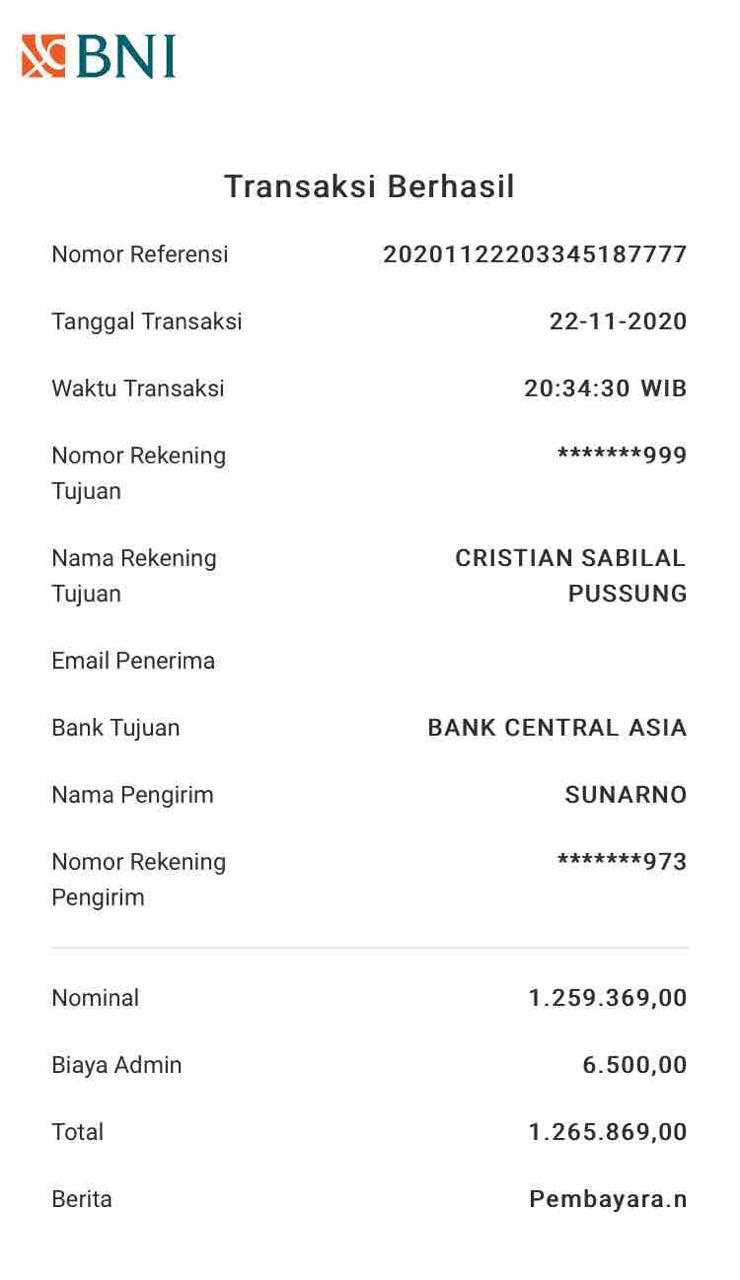 BNI
Transaksi Berhasil
Nomor Referensi 20201122203345187777
Tanggal Transaksi 22-11-2020
Waktu Transaksi 20:34:30 WIB
Nomor Rekening *******999
Tujuan
Nama Rekening CRISTIAN SABILAL
Tujuan PUSSUNG
Email Penerima
Bank Tujuan BANK CENTRAL ASIA
Nama Pengirim SUNARNO
Nomor Rekening *******973
Pengirim
Nominal 1.259.369,00
Biaya Admin 6.500,00
Total 1.265.869,00
Berita Pembayara.n